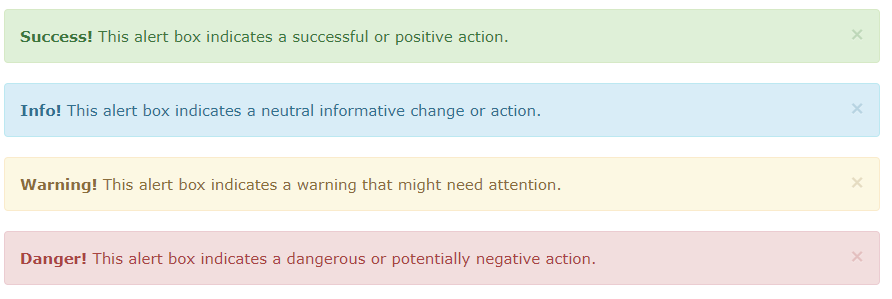 Success! This alert box indicates a successful or positive action. ×
Info! This alert box indicates a neutral informative change or action. ×
Warning! This alert box indicates a warning that might need attention. ×
Danger! This alert box indicates a dangerous or potentially negative action. ×